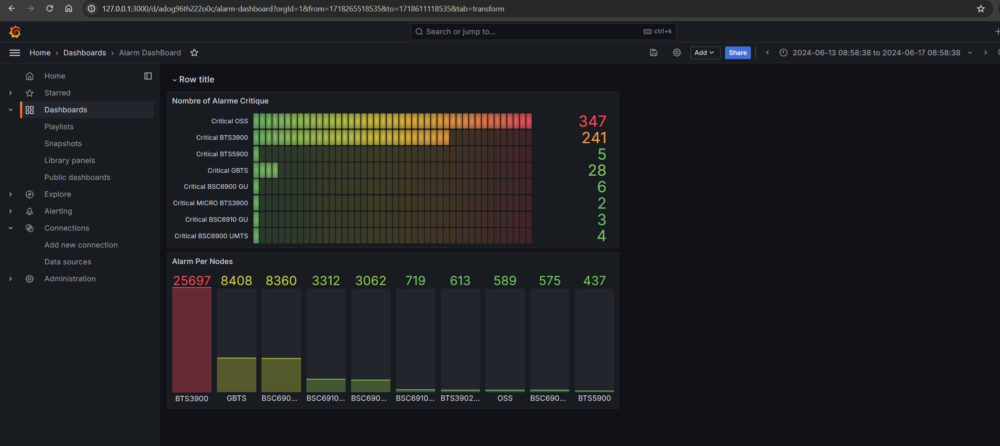 127.0.0.1:3000/d/adog96th222o0c/alarm-dashboard?orgId=1&from=1718265518535&to=1718611118535&tab=transform
Search or jump to... ctrl+k
Home › Dashboards › Alarm DashBoard
Add
Share
2024-06-13 08:58:38 to 2024-06-17 08:58:38
Home
Starred
Dashboards
Playlists
Snapshots
Library panels
Public dashboards
Explore
Alerting
Connections
Add new connection
Data sources
Administration
Row title
Nombre of Alarme Critique
Critical OSS 347
Critical BTS3900 241
Critical BTS5900 5
Critical GBTS 28
Critical BSC6900 GU 6
Critical MICRO BTS3900 2
Critical BSC6910 GU 3
Critical BSC6900 UMTS 4
Alarm Per Nodes
25697 8408 8360 3312 3062 719 613 589 575 437
BTS3900 GBTS BSC690... BSC6910... BSC690... BSC6910... BTS3902... OSS BSC690... BTS5900